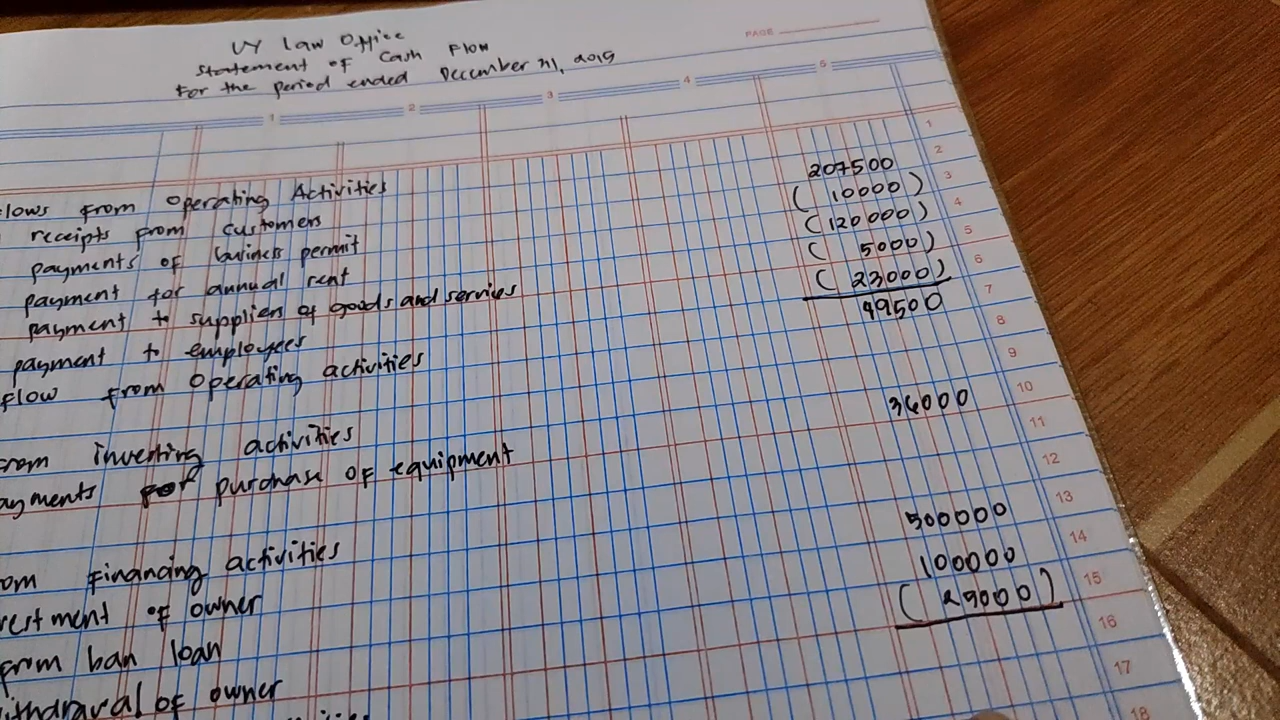 UY Law Office
Statement of Cash Flow
For the period ended December 31, 2019
PAGE
1 2 3 4 5
lows from Operating Activities
receipts from customers 207500
payments of business permit (10000)
payment for annual rent (120000)
payment to suppliers of goods and services (5000)
payment to employees (23000)
flow from operating activities 49500
rom investing activities
ayments for purchase of equipment 36000
om Financing activities
vestment of owner 500000
from ban loan 100000
ithdrawal of owner (29000)
1
2
3
4
5
6
7
8
9
10
11
12
13
14
15
16
17
18